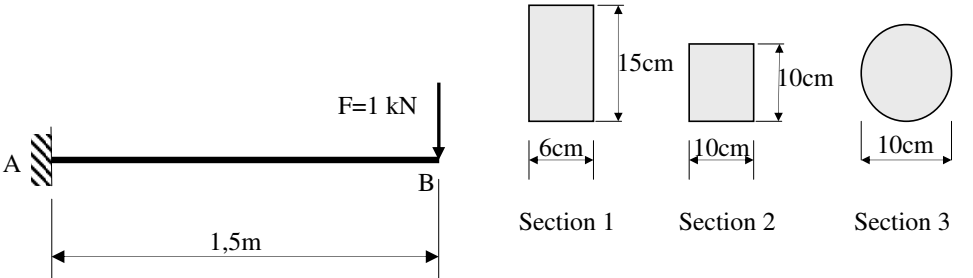 F=1 kN
A
B
1,5m
15cm
6cm
Section 1
10cm
10cm
Section 2
10cm
Section 3